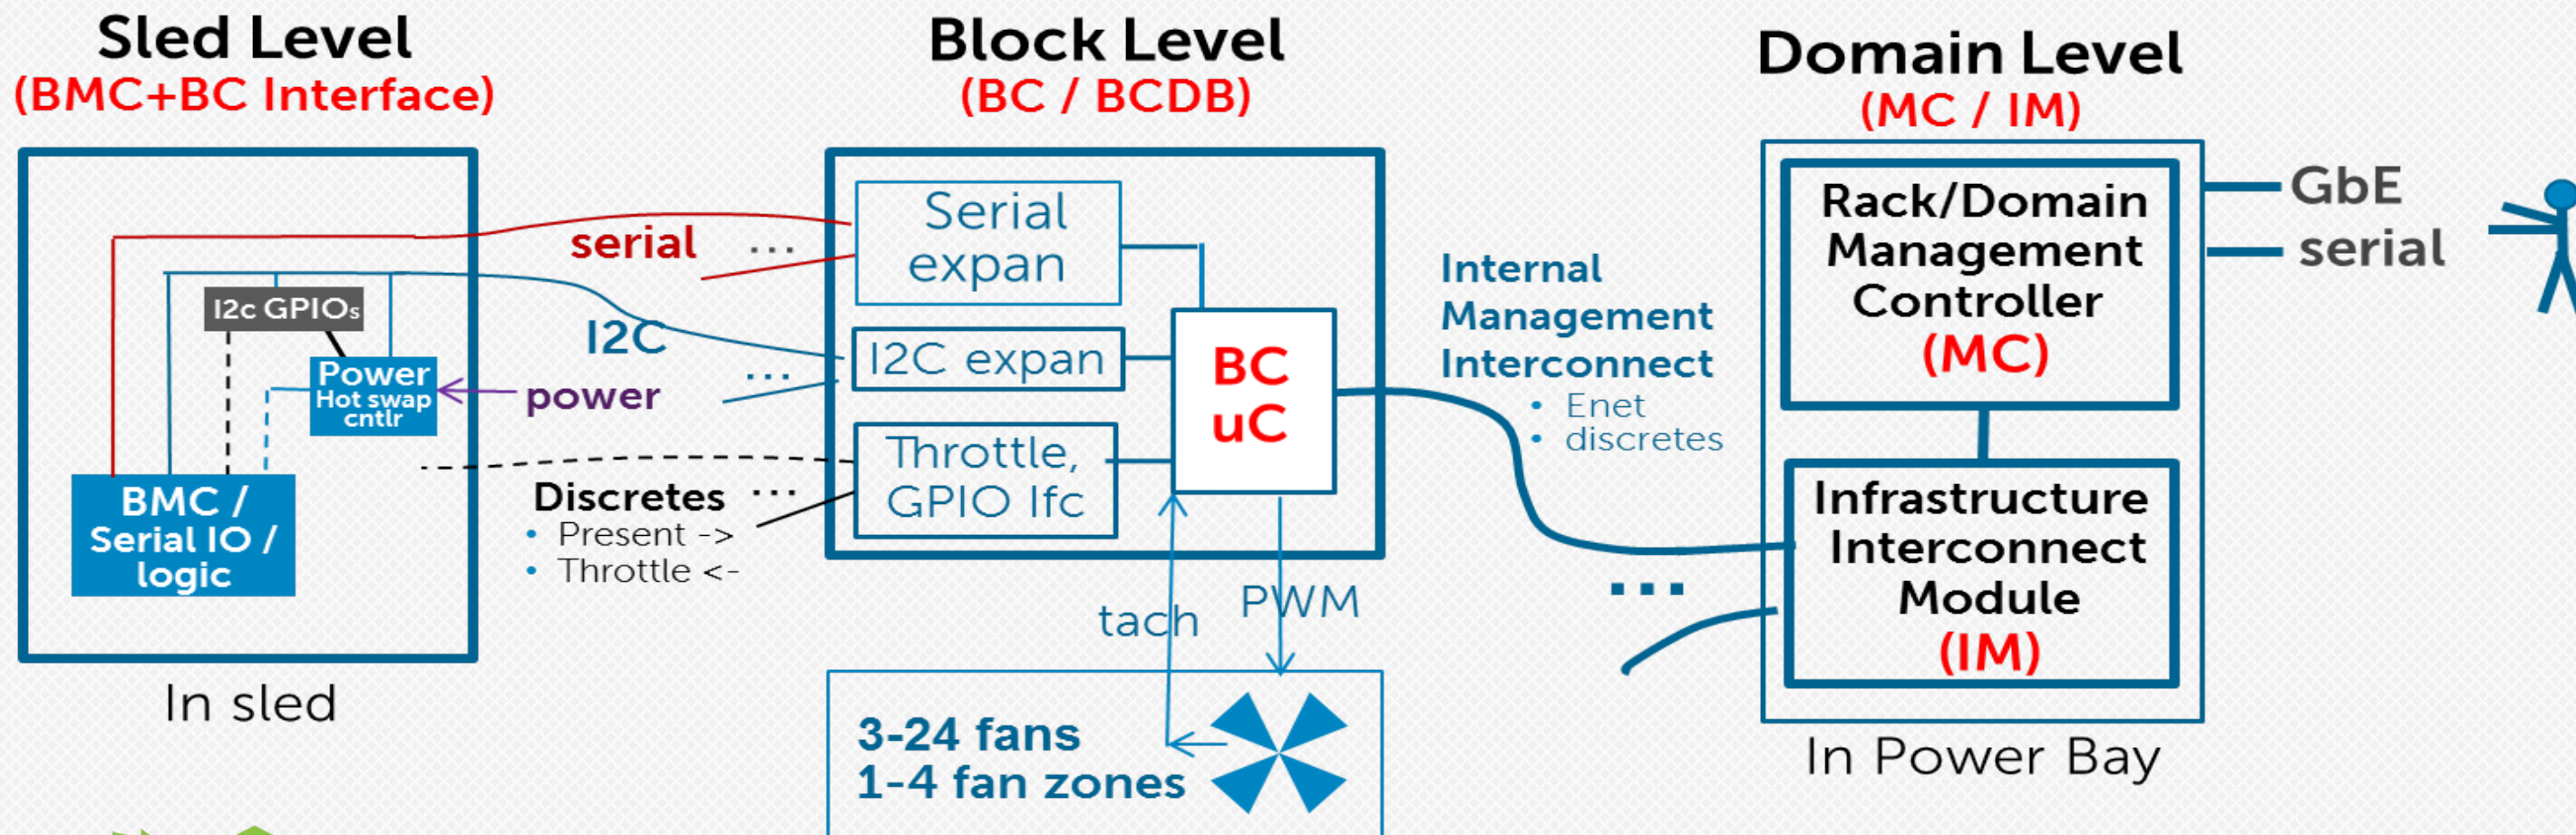 Sled Level
(BMC+BC Interface)
I2c GPIOs
Power
Hot swap
cntlr
BMC /
Serial IO /
logic
In sled
serial ...
I2C
...
power
Discretes ...
• Present ->
• Throttle <-
Block Level
(BC / BCDB)
Serial
expan
I2C expan
Throttle,
GPIO Ifc
BC
uC
tach
PWM
3-24 fans
1-4 fan zones
Internal
Management
Interconnect
• Enet
• discretes
...
Domain Level
(MC / IM)
Rack/Domain
Management
Controller
(MC)
Infrastructure
Interconnect
Module
(IM)
In Power Bay
GbE
serial